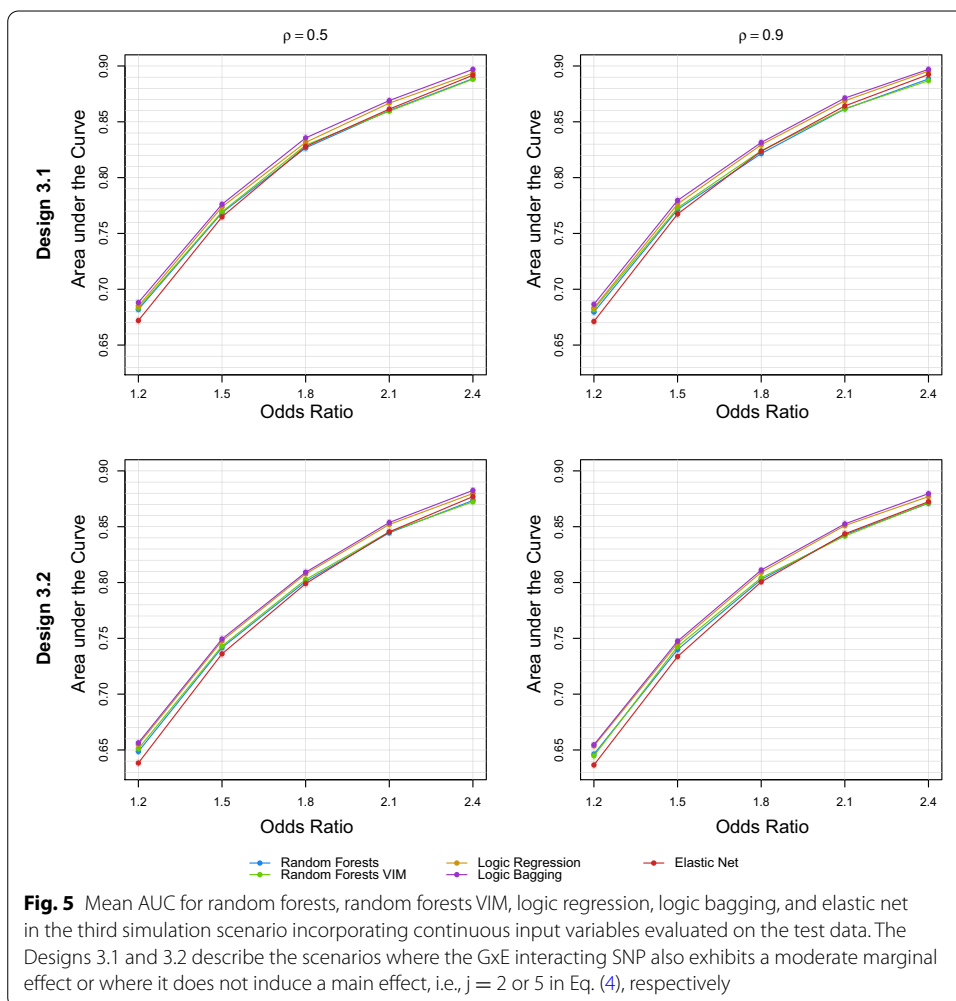 ρ = 0.5
ρ = 0.9
Design 3.1
Area under the Curve
0.90
0.85
0.80
0.75
0.70
0.65
1.2 1.5 1.8 2.1 2.4
Odds Ratio
Area under the Curve
0.90
0.85
0.80
0.75
0.70
0.65
1.2 1.5 1.8 2.1 2.4
Odds Ratio
Design 3.2
Area under the Curve
0.90
0.85
0.80
0.75
0.70
0.65
1.2 1.5 1.8 2.1 2.4
Odds Ratio
Area under the Curve
0.90
0.85
0.80
0.75
0.70
0.65
1.2 1.5 1.8 2.1 2.4
Odds Ratio
Random Forests
Random Forests VIM
Logic Regression
Logic Bagging
Elastic Net
Fig. 5 Mean AUC for random forests, random forests VIM, logic regression, logic bagging, and elastic net
in the third simulation scenario incorporating continuous input variables evaluated on the test data. The
Designs 3.1 and 3.2 describe the scenarios where the GxE interacting SNP also exhibits a moderate marginal
effect or where it does not induce a main effect, i.e., j = 2 or 5 in Eq. (4), respectively